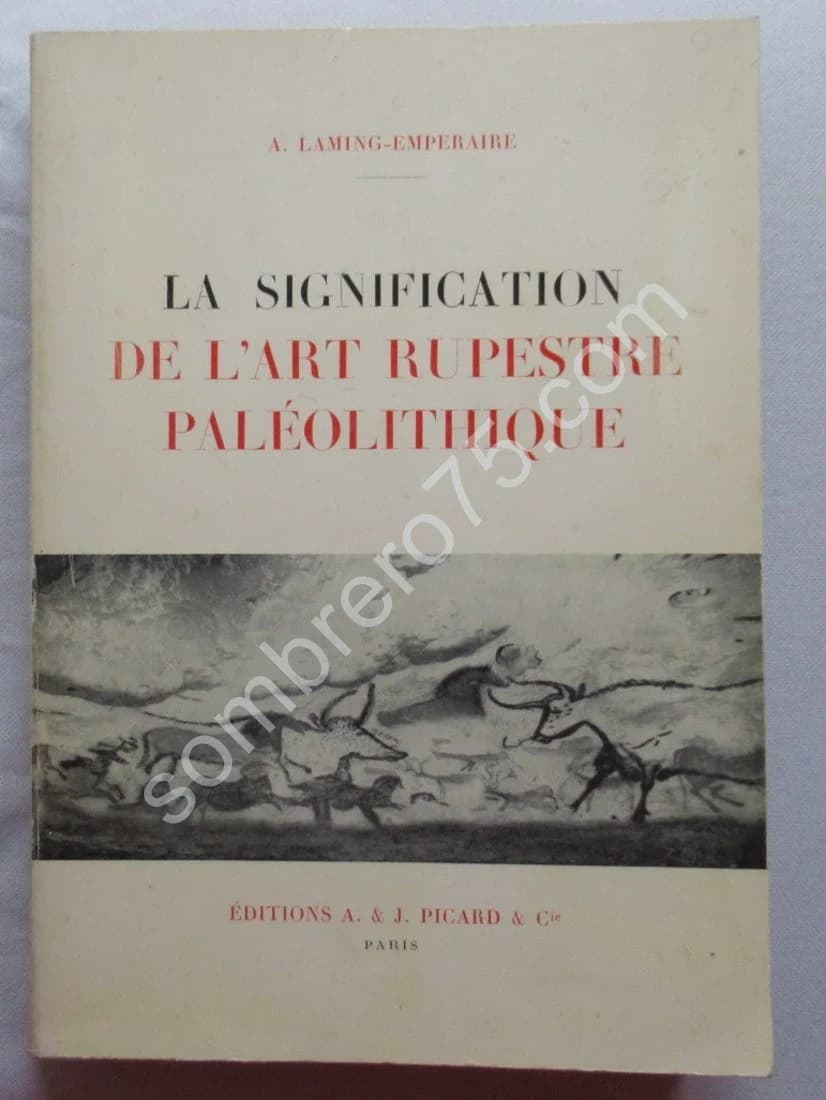 A. LAMING-EMPERAIRE
LA SIGNIFICATION
DE L'ART RUPESTRE
PALÉOLITHIQUE
sombrero75.com
ÉDITIONS A. & J. PICARD & Cie
PARIS